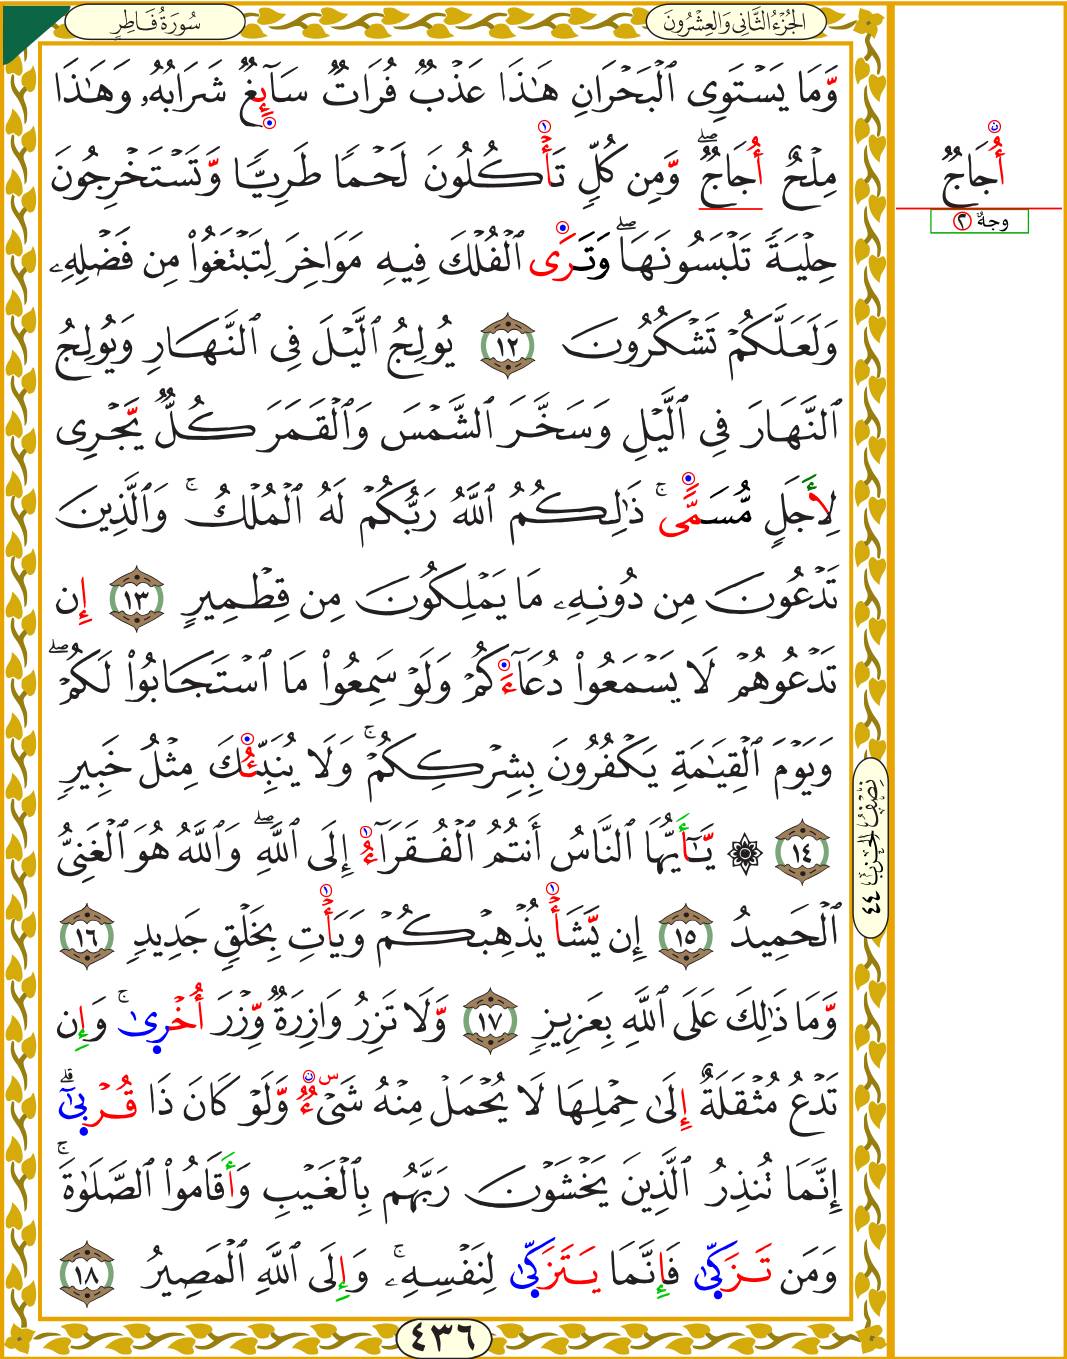 سُورَةُ فَاطِرٍ
الجُزْءُ الثَّانِي وَالعِشْرُونَ
وَّمَا يَسْتَوِي ٱلْبَحْرَانِ هَـٰذَا عَذْبٌ فُرَاتٌ سَآئِغٌ شَرَابُهُۥ وَهَـٰذَا
مِلْحٌ أُجَاجٌ ۖ وَّمِن كُلٍّ تَأْكُلُونَ لَحْمًا طَرِيًّا وَّتَسْتَخْرِجُونَ
حِلْيَةً تَلْبَسُونَهَا ۖ وَتَرَى ٱلْفُلْكَ فِيهِ مَوَاخِرَ لِتَبْتَغُوا۟ مِن فَضْلِهِۦ
وَلَعَلَّكُمْ تَشْكُرُونَ ١٢ يُولِجُ ٱلَّيْلَ فِي ٱلنَّهَارِ وَيُولِجُ
ٱلنَّهَارَ فِي ٱلَّيْلِ وَسَخَّرَ ٱلشَّمْسَ وَٱلْقَمَرَ كُلٌّ يَّجْرِي
لِأَجَلٍ مُّسَمًّى ۚ ذَٰلِكُمُ ٱللَّهُ رَبُّكُمْ لَهُ ٱلْمُلْكُ ۚ وَٱلَّذِينَ
تَدْعُونَ مِن دُونِهِۦ مَا يَمْلِكُونَ مِن قِطْمِيرٍ ١٣ إِن
تَدْعُوهُمْ لَا يَسْمَعُوا۟ دُعَآءَكُمْ وَلَوْ سَمِعُوا۟ مَا ٱسْتَجَابُوا۟ لَكُمْ ۖ
وَيَوْمَ ٱلْقِيَـٰمَةِ يَكْفُرُونَ بِشِرْكِكُمْ ۚ وَلَا يُنَبِّئُكَ مِثْلُ خَبِيرٍ
١٤ ۞ يَّـٰٓأَيُّهَا ٱلنَّاسُ أَنتُمُ ٱلْفُقَرَآءُ إِلَى ٱللَّهِ ۖ وَٱللَّهُ هُوَ ٱلْغَنِيُّ
ٱلْحَمِيدُ ١٥ إِن يَّشَأْ يُذْهِبْكُمْ وَيَأْتِ بِخَلْقٍ جَدِيدٍ ١٦
وَّمَا ذَٰلِكَ عَلَى ٱللَّهِ بِعَزِيزٍ ١٧ وَّلَا تَزِرُ وَازِرَةٌ وِّزْرَ أُخْرَىٰ ۚ وَإِن
تَدْعُ مُثْقَلَةٌ إِلَىٰ حِمْلِهَا لَا يُحْمَلْ مِنْهُ شَيْءٌ وَّلَوْ كَانَ ذَا قُرْبَىٰٓ ۗ
إِنَّمَا تُنذِرُ ٱلَّذِينَ يَخْشَوْنَ رَبَّهُم بِٱلْغَيْبِ وَأَقَامُوا۟ ٱلصَّلَوٰةَ ۚ
وَمَن تَزَكَّىٰ فَإِنَّمَا يَتَزَكَّىٰ لِنَفْسِهِۦ ۚ وَإِلَى ٱللَّهِ ٱلْمَصِيرُ ١٨
٤٣٦
أُجَاجٌ
وجهٌ ٢
نِصْفُ الحِزْبِ ٤٤